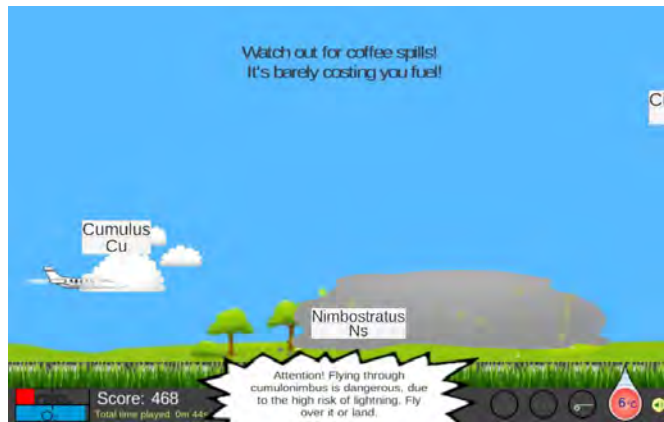 Watch out for coffee spills!
It's barely costing you fuel!
Cumulus
Cu
Nimbostratus
Ns
Attention! Flying through
cumulonimbus is dangerous, due
to the high risk of lightning. Fly
over it or land.
Score: 468
Total time played: 0m 44s
6°C